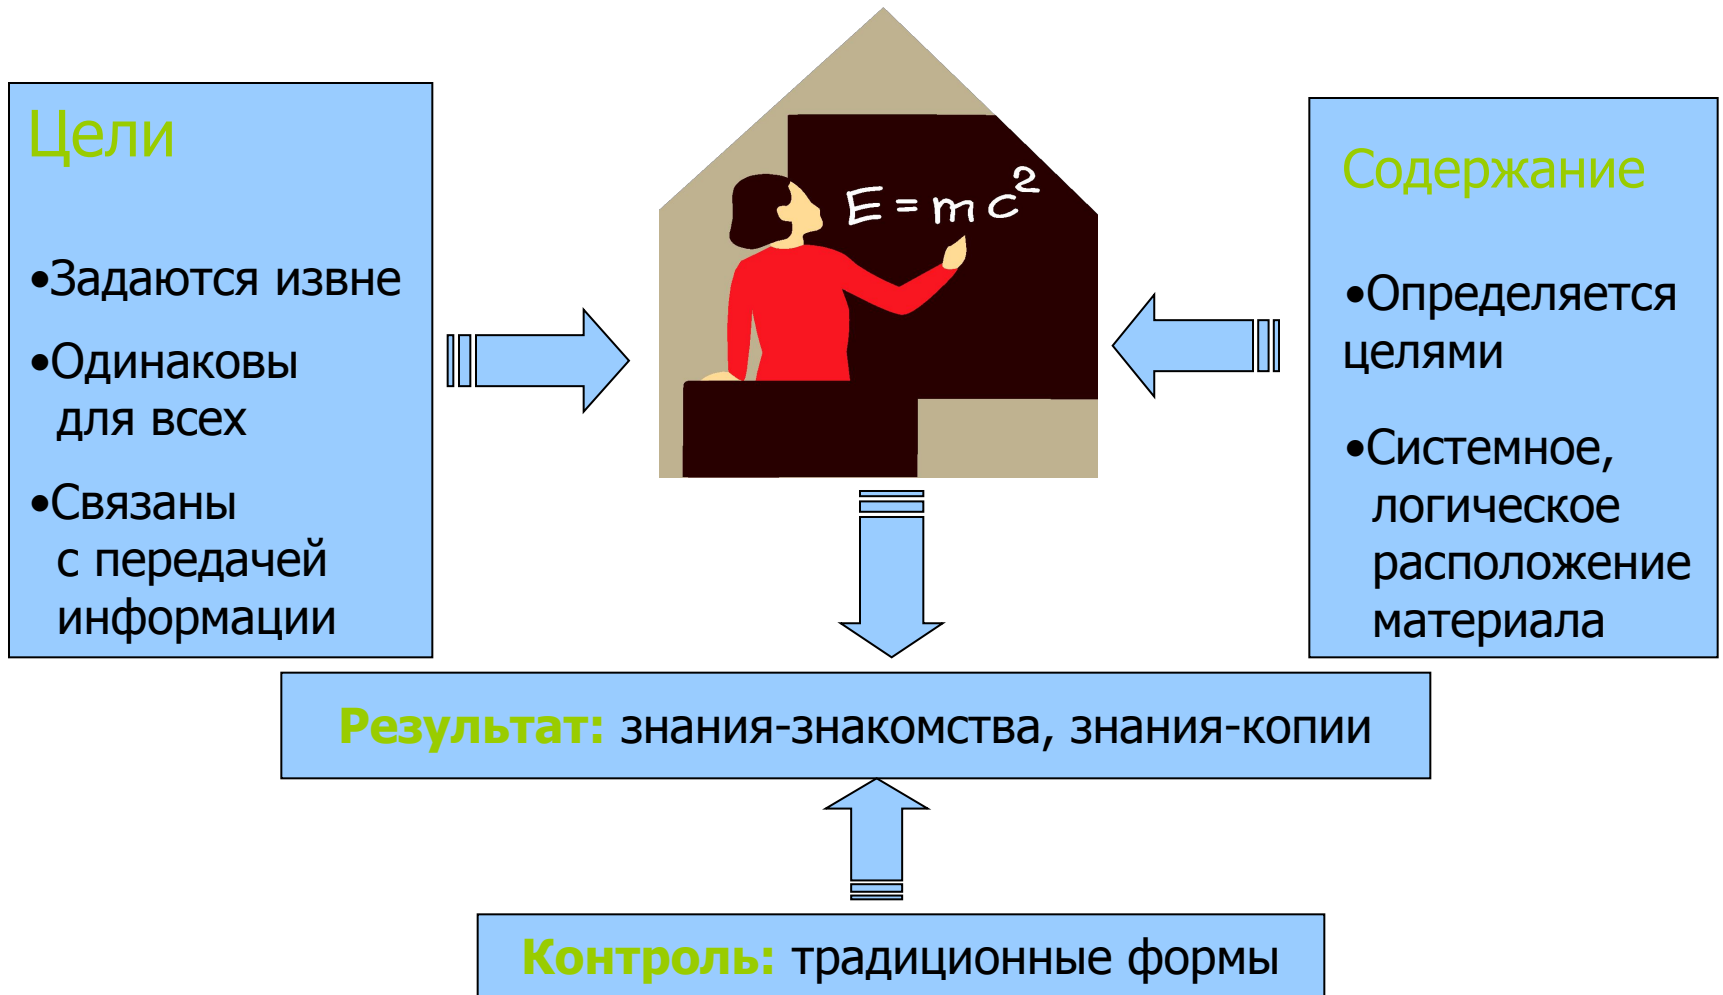 Цели
•Задаются извне
•Одинаковы
для всех
•Связаны
с передачей
информации
E = mc²
Содержание
•Определяется
целями
•Системное,
логическое
расположение
материала
Результат: знания-знакомства, знания-копии
Контроль: традиционные формы